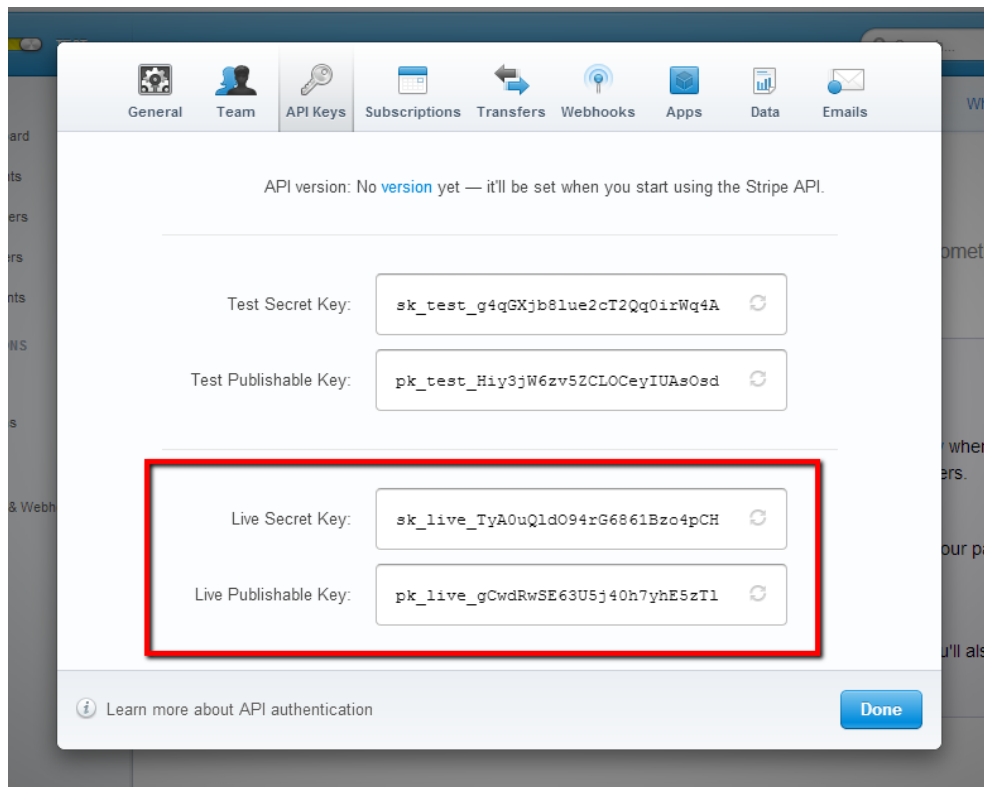 General Team API Keys Subscriptions Transfers Webhooks Apps Data Emails
API version: No version yet — it'll be set when you start using the Stripe API.
Test Secret Key: sk_test_g4qGXjb8lue2cT2Qq0irWq4A
Test Publishable Key: pk_test_Hiy3jW6zv5ZCLOCeyIUAsOsd
Live Secret Key: sk_live_TyA0uQldO94rG6861Bzo4pCH
Live Publishable Key: pk_live_gCwdRwSE63U5j40h7yhE5zTl
Learn more about API authentication
Done